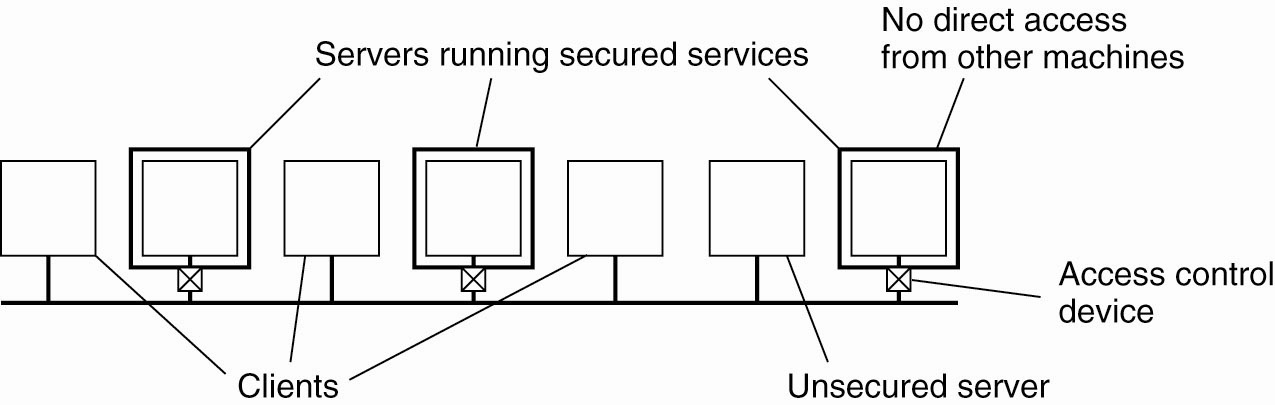 No direct access
from other machines
Servers running secured services
Access control
device
Clients
Unsecured server